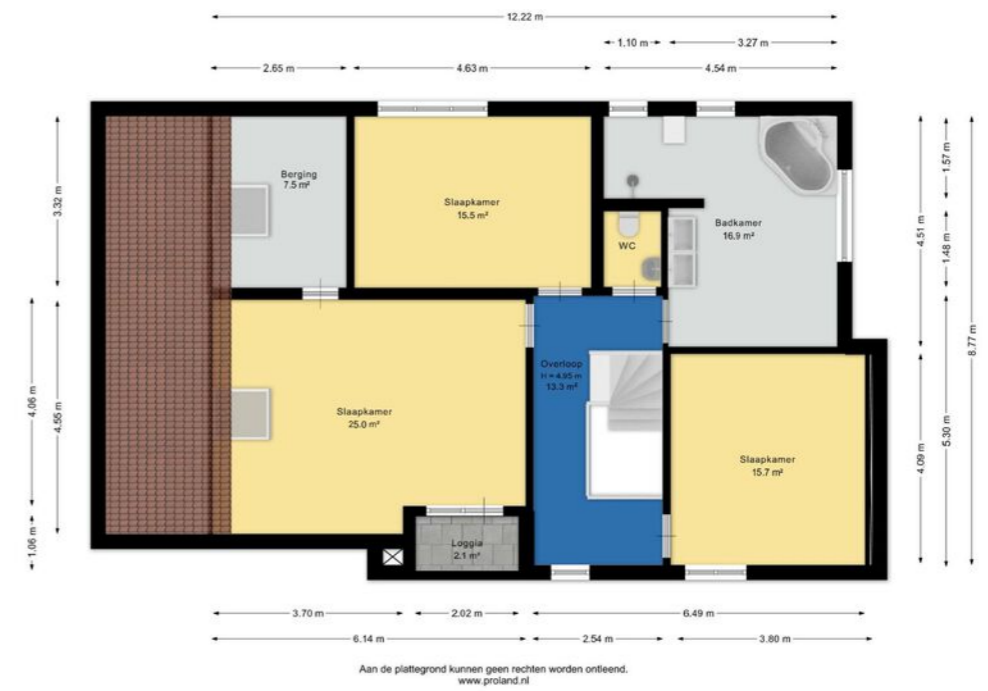 12.22 m
1.10 m
3.27 m
2.65 m
4.63 m
4.54 m
3.32 m
4.06 m
4.55 m
1.06 m
Berging
7.5 m²
Slaapkamer
15.5 m²
WC
Badkamer
16.9 m²
Slaapkamer
25.0 m²
Overloop
H = 4.95 m
13.3 m²
Slaapkamer
15.7 m²
Loggia
2.1 m²
1.57 m
4.51 m
1.48 m
8.77 m
5.30 m
4.09 m
3.70 m
2.02 m
6.49 m
6.14 m
2.54 m
3.80 m
Aan de plattegrond kunnen geen rechten worden ontleend.
www.proland.nl